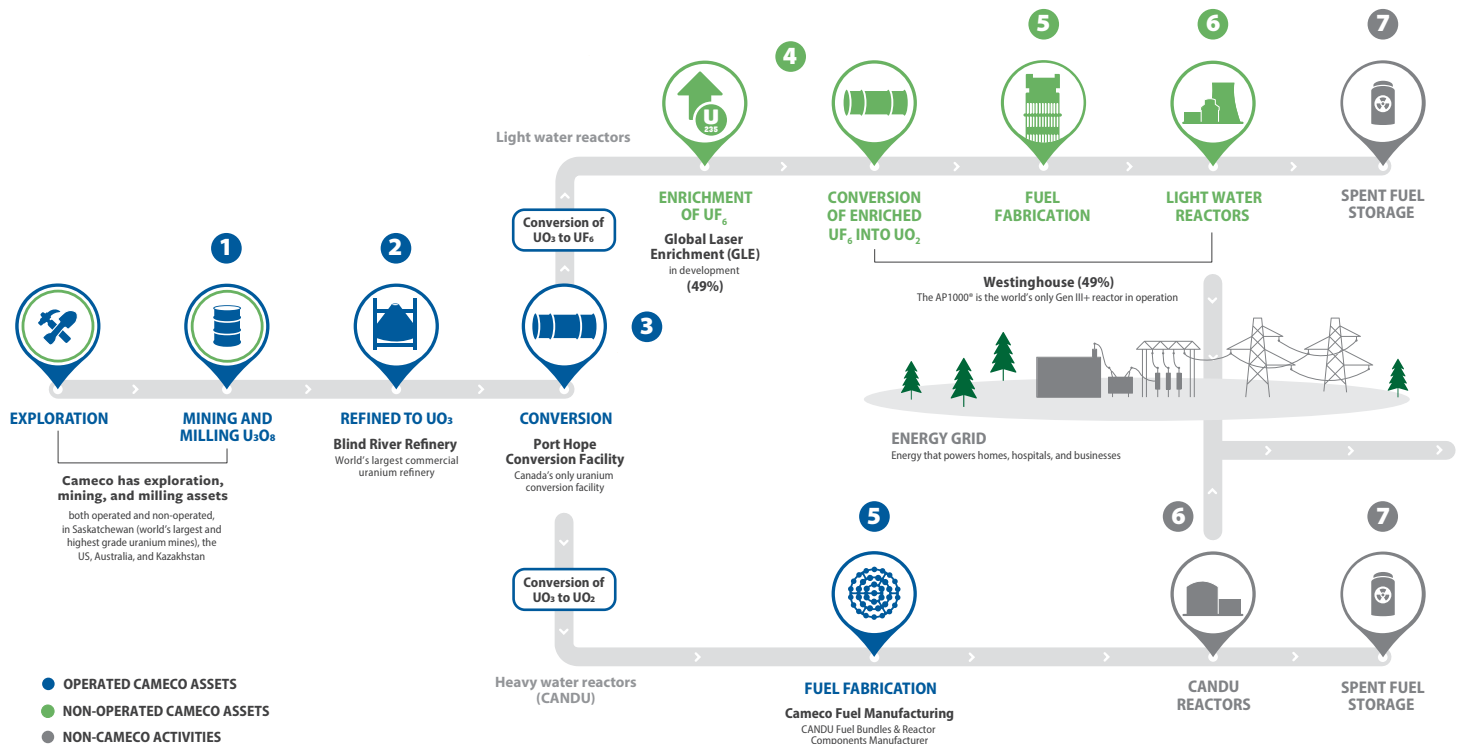 4
5
6
7
U
235
Light water reactors
ENRICHMENT
OF UF₆
Global Laser
Enrichment (GLE)
in development
(49%)
CONVERSION
OF ENRICHED
UF₆ INTO UO₂
FUEL
FABRICATION
LIGHT WATER
REACTORS
SPENT FUEL
STORAGE
Westinghouse (49%)
The AP1000® is the world's only Gen III+ reactor in operation
Conversion of
UO₃ to UF₆
1
2
3
EXPLORATION
MINING AND
MILLING U₃O₈
Cameco has exploration,
mining, and milling assets
both operated and non-operated,
in Saskatchewan (world's largest and
highest grade uranium mines), the
US, Australia, and Kazakhstan
REFINED TO UO₃
Blind River Refinery
World's largest commercial
uranium refinery
CONVERSION
Port Hope
Conversion Facility
Canada's only uranium
conversion facility
ENERGY GRID
Energy that powers homes, hospitals, and businesses
5
6
7
Conversion of
UO₃ to UO₂
Heavy water reactors
(CANDU)
FUEL FABRICATION
Cameco Fuel Manufacturing
CANDU Fuel Bundles & Reactor
Components Manufacturer
CANDU
REACTORS
SPENT FUEL
STORAGE
OPERATED CAMECO ASSETS
NON-OPERATED CAMECO ASSETS
NON-CAMECO ACTIVITIES